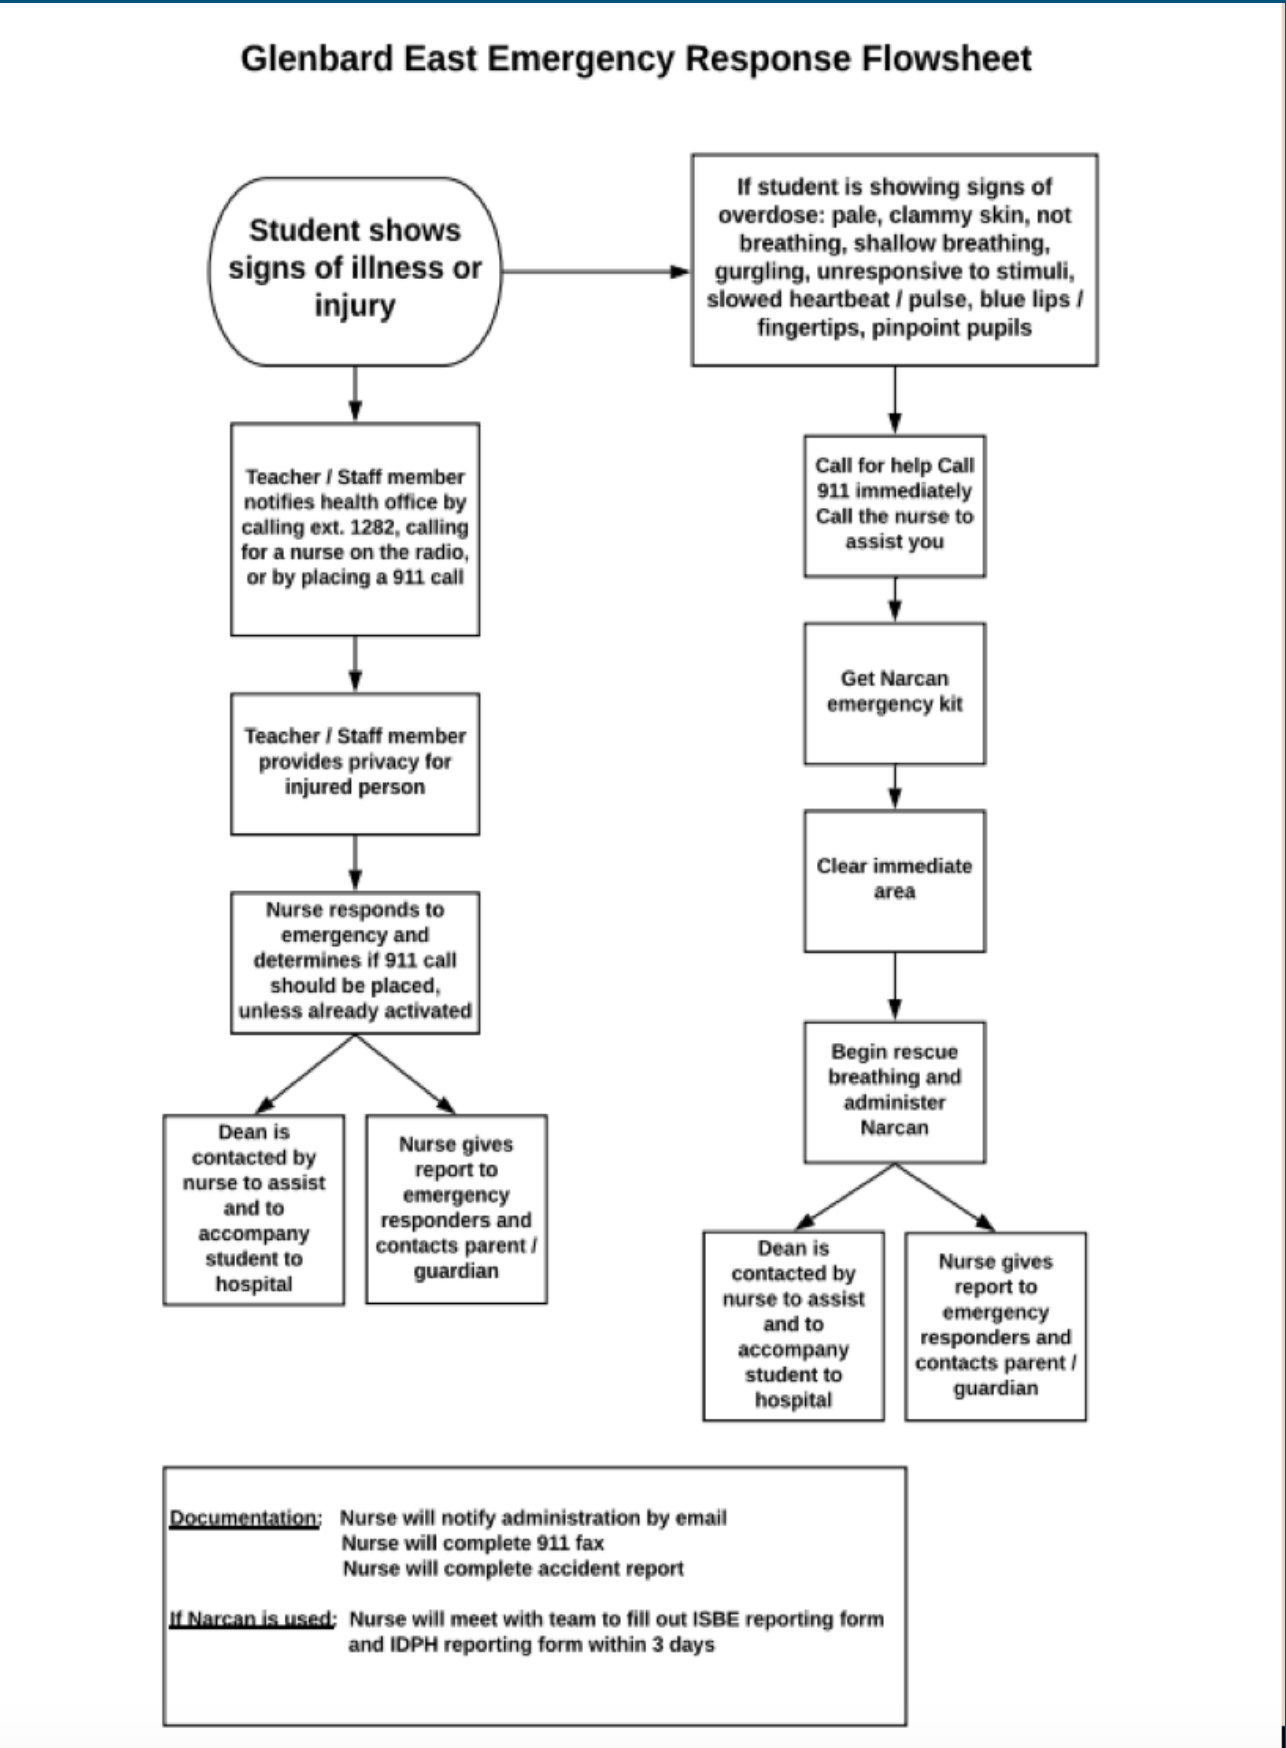 Glenbard East Emergency Response Flowsheet
Student shows
signs of illness or
injury
If student is showing signs of
overdose: pale, clammy skin, not
breathing, shallow breathing,
gurgling, unresponsive to stimuli,
slowed heartbeat / pulse, blue lips /
fingertips, pinpoint pupils
Teacher / Staff member
notifies health office by
calling ext. 1282, calling
for a nurse on the radio,
or by placing a 911 call
Teacher / Staff member
provides privacy for
injured person
Nurse responds to
emergency and
determines if 911 call
should be placed,
unless already activated
Dean is
contacted by
nurse to assist
and to
accompany
student to
hospital
Nurse gives
report to
emergency
responders and
contacts parent /
guardian
Call for help Call
911 immediately
Call the nurse to
assist you
Get Narcan
emergency kit
Clear immediate
area
Begin rescue
breathing and
administer
Narcan
Dean is
contacted by
nurse to assist
and to
accompany
student to
hospital
Nurse gives
report to
emergency
responders and
contacts parent /
guardian
Documentation: Nurse will notify administration by email
Nurse will complete 911 fax
Nurse will complete accident report
If Narcan is used: Nurse will meet with team to fill out ISBE reporting form
and IDPH reporting form within 3 days